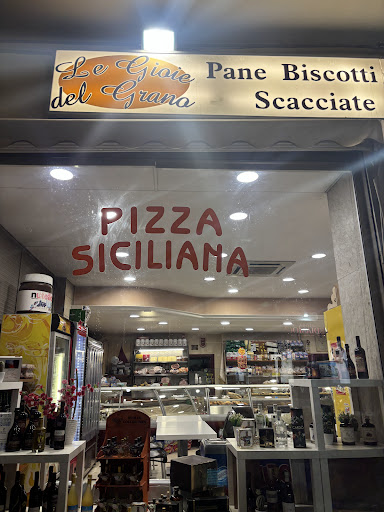 Le Gioie
del Grano
Pane Biscotti
Scacciate
PIZZA
SICILIANA